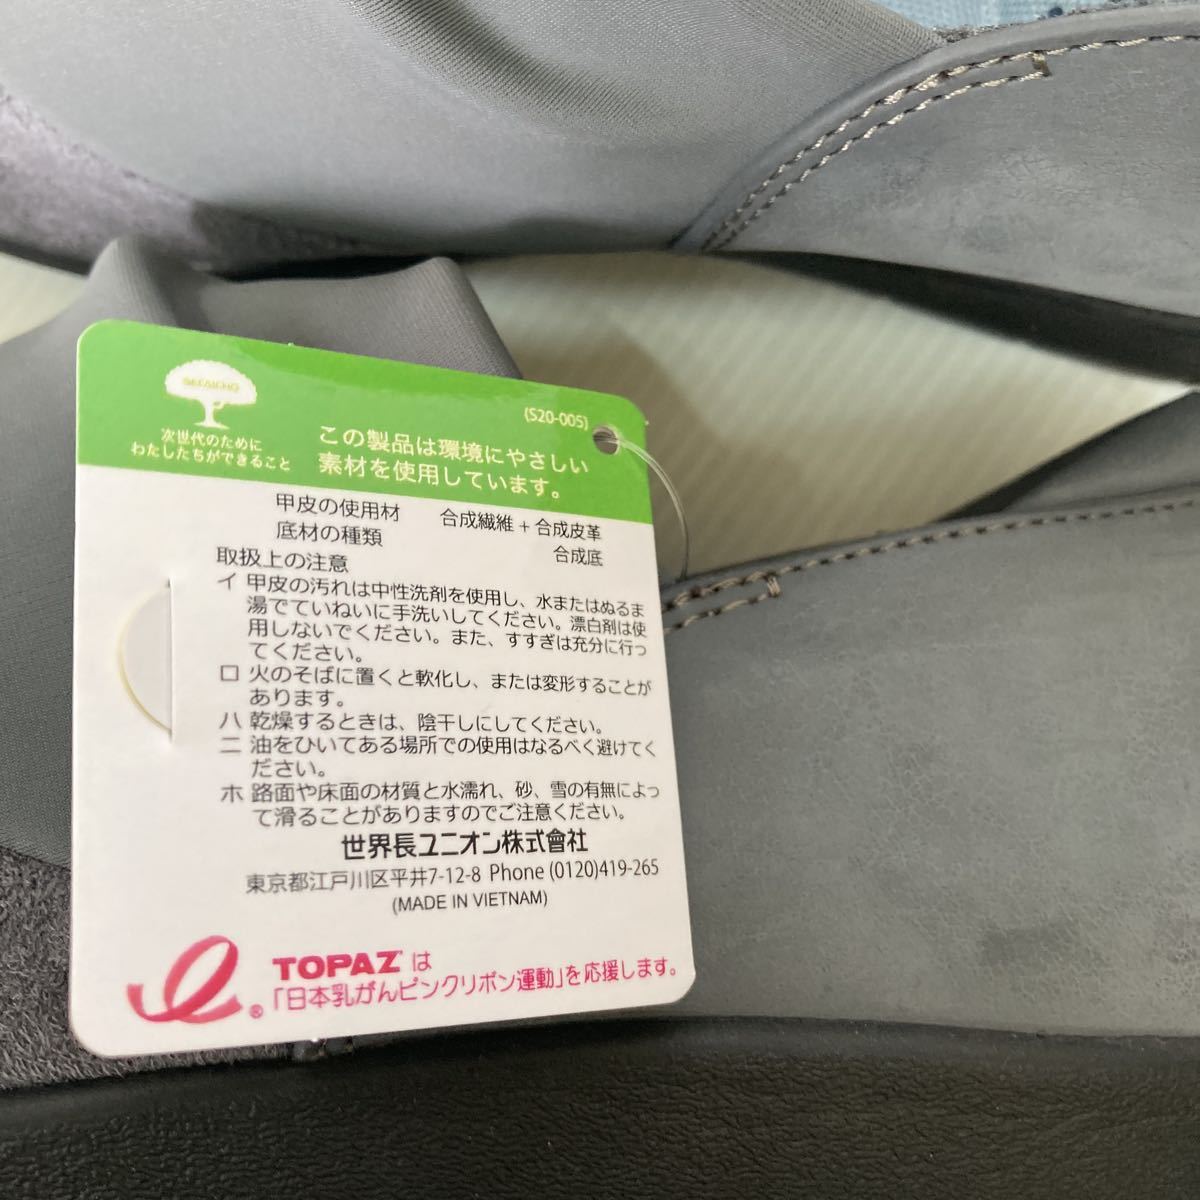 SEKAICHO
次世代のために
わたしたちができること
(S20-005)
この製品は環境にやさしい
素材を使用しています。
甲皮の使用材 合成繊維+合成皮革
底材の種類 合成底
取扱上の注意
イ 甲皮の汚れは中性洗剤を使用し、水またはぬるま
湯でていねいに手洗いしてください。漂白剤は使
用しないでください。また、すすぎは充分に行っ
てください。
ロ 火のそばに置くと軟化し、または変形することが
あります。
ハ 乾燥するときは、陰干しにしてください。
ニ 油をひいてある場所での使用はなるべく避けてく
ださい。
ホ 路面や床面の材質と水濡れ、砂、雪の有無によっ
て滑ることがありますのでご注意ください。
世界長ユニオン株式會社
東京都江戸川区平井7-12-8 Phone (0120)419-265
(MADE IN VIETNAM)
®
TOPAZ は
「日本乳がんピンクリボン運動」を応援します。